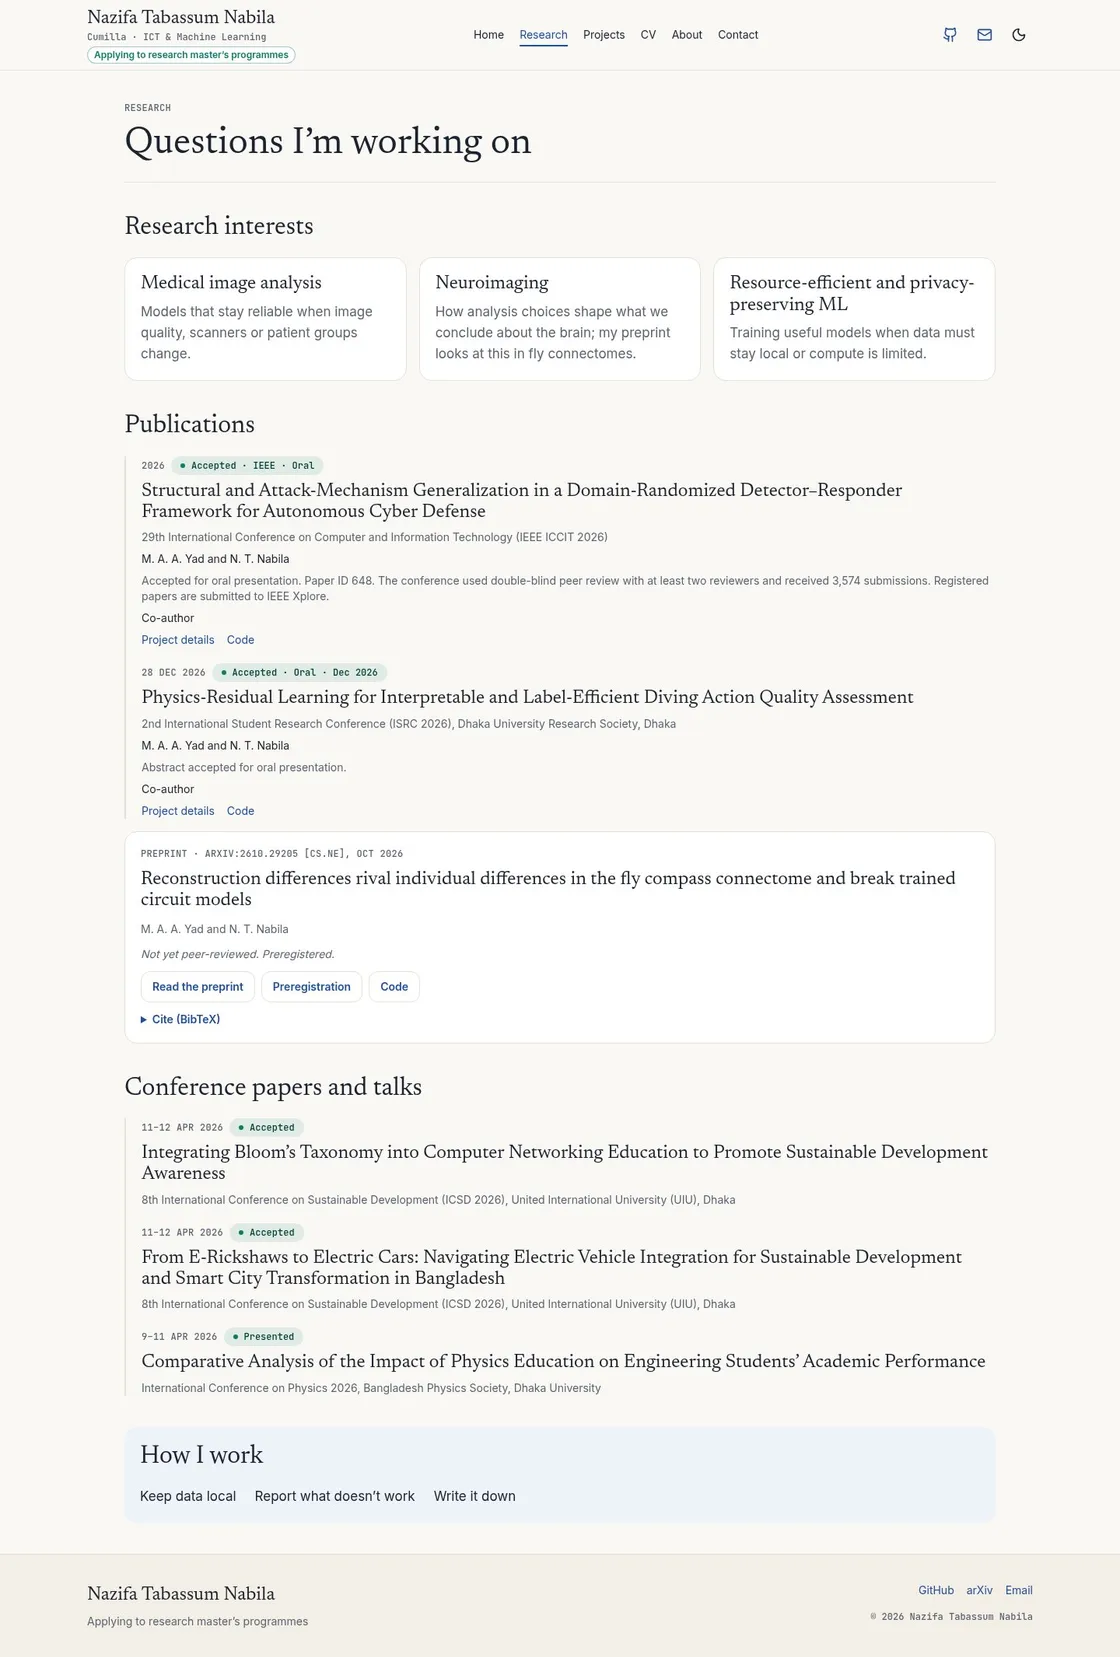 Nazifa Tabassum Nabila
Cumilla · ICT & Machine Learning
Applying to research master's programmes
Home Research Projects CV About Contact
RESEARCH
Questions I'm working on
Research interests
Medical image analysis
Models that stay reliable when image
quality, scanners or patient groups
change.
Neuroimaging
How analysis choices shape what we
conclude about the brain; my preprint
looks at this in fly connectomes.
Resource-efficient and privacy-
preserving ML
Training useful models when data must
stay local or compute is limited.
Publications
2026 Accepted · IEEE · Oral
Structural and Attack-Mechanism Generalization in a Domain-Randomized Detector–Responder
Framework for Autonomous Cyber Defense
29th International Conference on Computer and Information Technology (IEEE ICCIT 2026)
M. A. A. Yad and N. T. Nabila
Accepted for oral presentation. Paper ID 648. The conference used double-blind peer review with at least two reviewers and received 3,574 submissions. Registered
papers are submitted to IEEE Xplore.
Co-author
Project details Code
28 DEC 2026 Accepted · Oral · Dec 2026
Physics-Residual Learning for Interpretable and Label-Efficient Diving Action Quality Assessment
2nd International Student Research Conference (ISRC 2026), Dhaka University Research Society, Dhaka
M. A. A. Yad and N. T. Nabila
Abstract accepted for oral presentation.
Co-author
Project details Code
PREPRINT · ARXIV:2610.29205 [CS.NE], OCT 2026
Reconstruction differences rival individual differences in the fly compass connectome and break trained
circuit models
M. A. A. Yad and N. T. Nabila
Not yet peer-reviewed. Preregistered.
Read the preprint Preregistration Code
Cite (BibTeX)
Conference papers and talks
11–12 APR 2026 Accepted
Integrating Bloom's Taxonomy into Computer Networking Education to Promote Sustainable Development
Awareness
8th International Conference on Sustainable Development (ICSD 2026), United International University (UIU), Dhaka
11–12 APR 2026 Accepted
From E-Rickshaws to Electric Cars: Navigating Electric Vehicle Integration for Sustainable Development
and Smart City Transformation in Bangladesh
8th International Conference on Sustainable Development (ICSD 2026), United International University (UIU), Dhaka
9–11 APR 2026 Presented
Comparative Analysis of the Impact of Physics Education on Engineering Students' Academic Performance
International Conference on Physics 2026, Bangladesh Physics Society, Dhaka University
How I work
Keep data local Report what doesn't work Write it down
Nazifa Tabassum Nabila
Applying to research master's programmes
GitHub arXiv Email
© 2026 Nazifa Tabassum Nabila